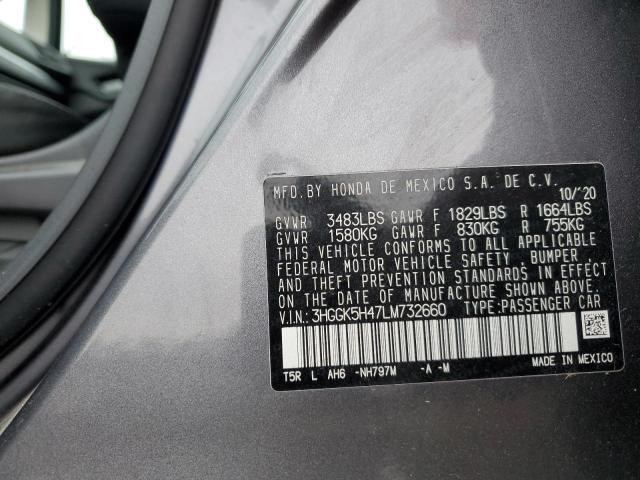 MFD. BY HONDA DE MEXICO S.A. DE C.V.
10/'20
GVWR 3483LBS GAWR F 1829LBS R 1664LBS
GVWR 1580KG GAWR F 830KG R 755KG
THIS VEHICLE CONFORMS TO ALL APPLICABLE
FEDERAL MOTOR VEHICLE SAFETY, BUMPER,
AND THEFT PREVENTION STANDARDS IN EFFECT
ON THE DATE OF MANUFACTURE SHOWN ABOVE.
V.I.N.: 3HGGK5H47LM732660 TYPE:PASSENGER CAR
MADE IN MEXICO
T5R L AH6 -NH797M -A -M